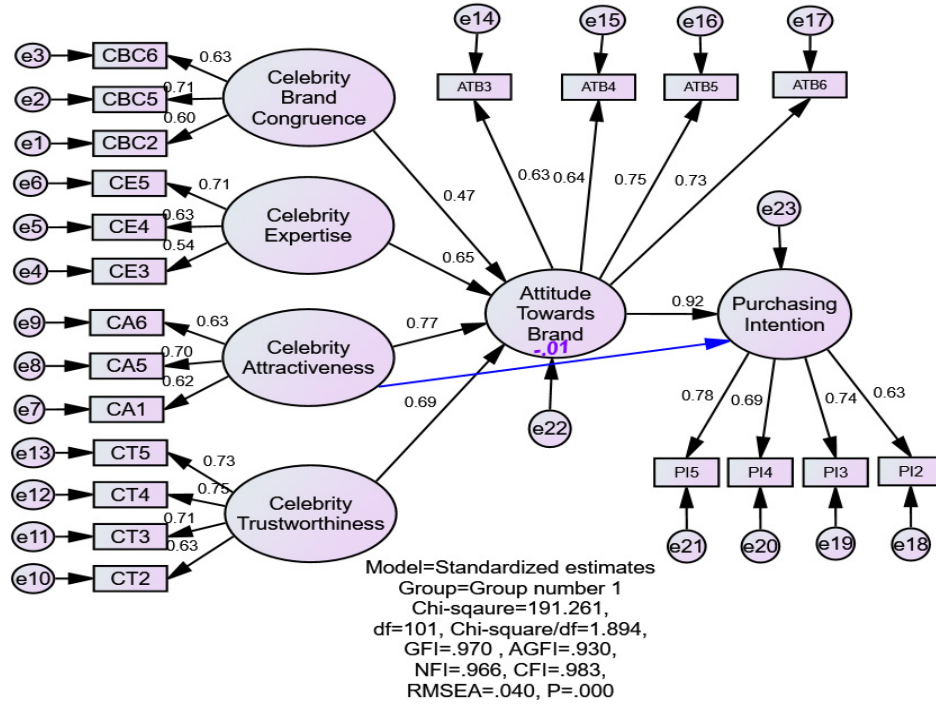 e14
e15
e16
e17
e3
CBC6
0.63
e2
CBC5
0.71
e1
CBC2
0.60
Celebrity
Brand
Congruence
ATB3
ATB4
ATB5
ATB6
e6
CE5
0.71
e5
CE4
0.63
e4
CE3
0.54
Celebrity
Expertise
0.47
0.65
0.63
0.64
0.75
0.73
e23
e9
CA6
0.63
e8
CA5
0.70
e7
CA1
0.62
Celebrity
Attractiveness
0.77
Attitude
Towards
Brand
-.01
0.92
Purchasing
Intention
0.69
e22
e13
CT5
0.73
e12
CT4
0.75
e11
CT3
0.71
e10
CT2
0.63
Celebrity
Trustworthiness
0.78
0.69
0.74
0.63
PI5
PI4
PI3
PI2
e21
e20
e19
e18
Model=Standardized estimates
Group=Group number 1
Chi-sqaure=191.261,
df=101, Chi-square/df=1.894,
GFI=.970 , AGFI=.930,
NFI=.966, CFI=.983,
RMSEA=.040, P=.000